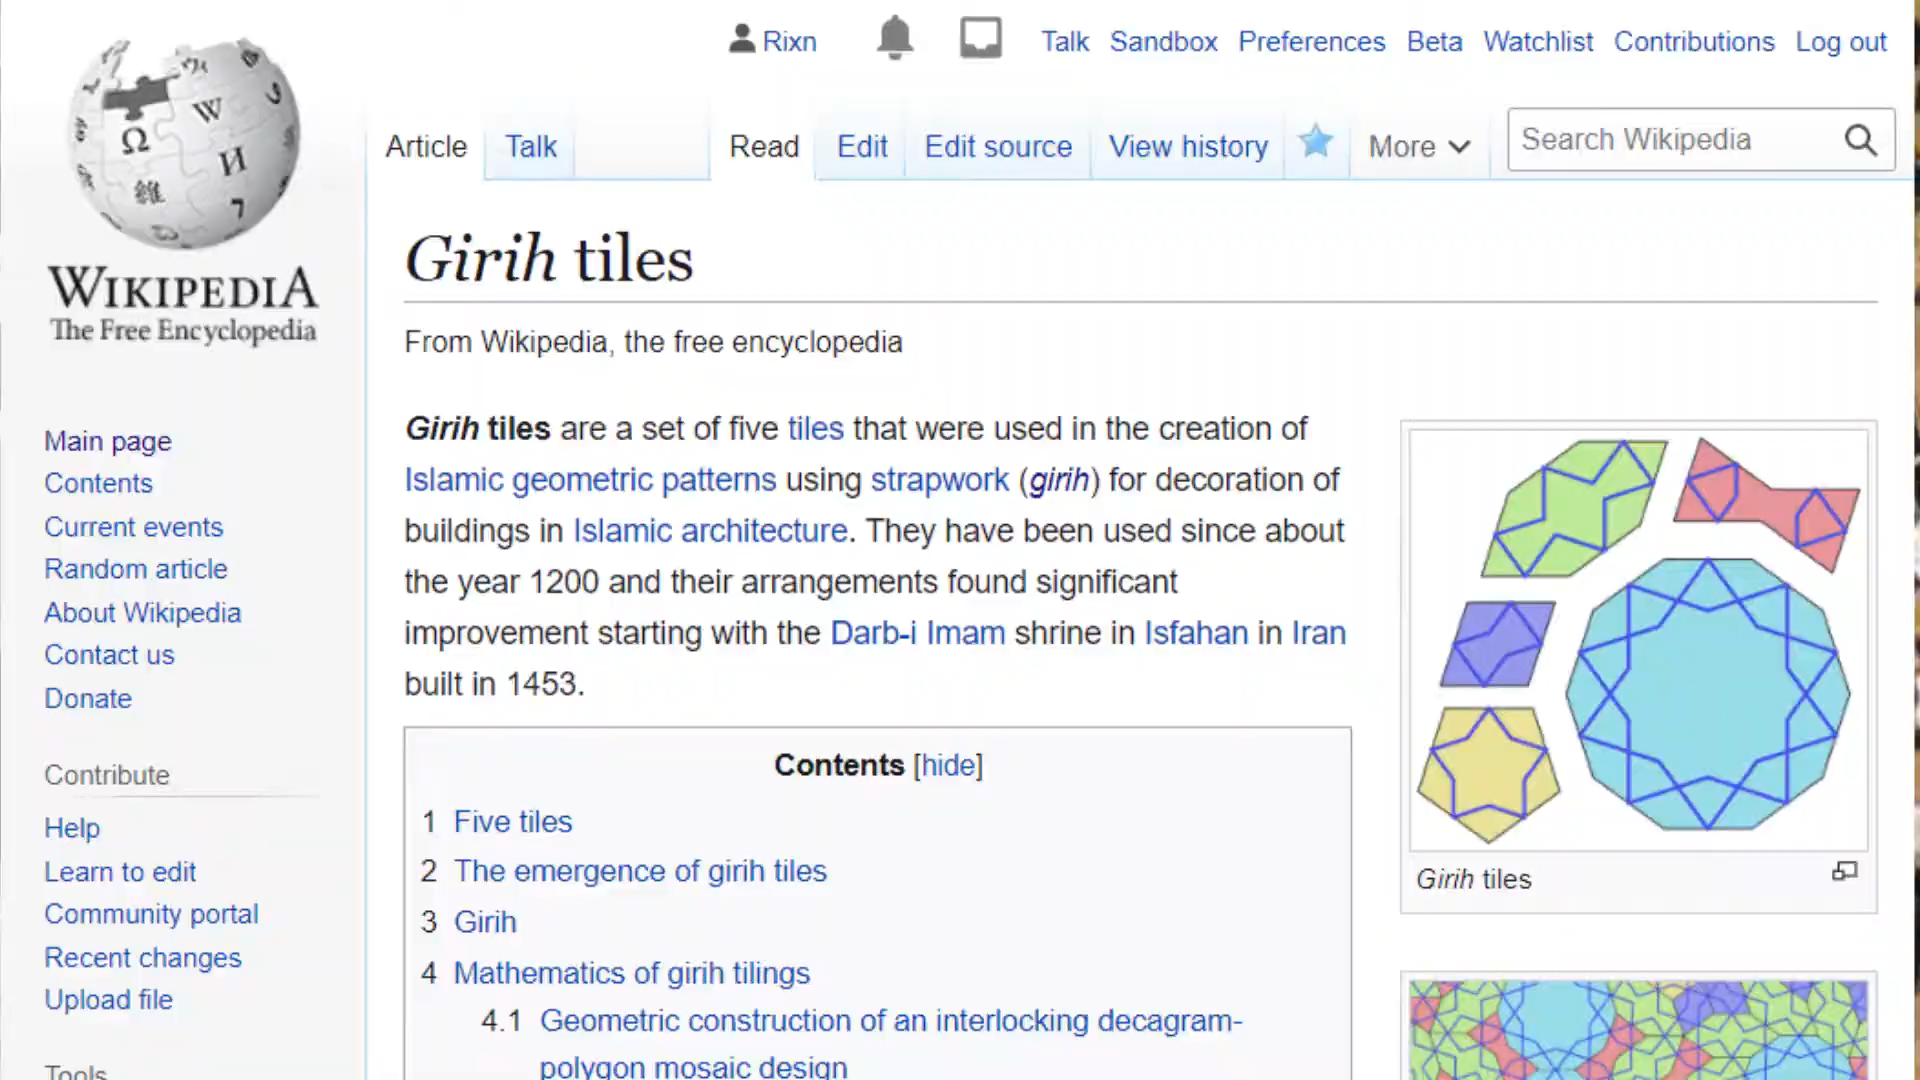 Rixn Talk Sandbox Preferences Beta Watchlist Contributions Log out
Article Talk Read Edit Edit source View history More Search Wikipedia
WIKIPEDIA
The Free Encyclopedia
Main page
Contents
Current events
Random article
About Wikipedia
Contact us
Donate
Contribute
Help
Learn to edit
Community portal
Recent changes
Upload file
Tools
Girih tiles
From Wikipedia, the free encyclopedia
Girih tiles are a set of five tiles that were used in the creation of
Islamic geometric patterns using strapwork (girih) for decoration of
buildings in Islamic architecture. They have been used since about
the year 1200 and their arrangements found significant
improvement starting with the Darb-i Imam shrine in Isfahan in Iran
built in 1453.
Contents [hide]
1 Five tiles
2 The emergence of girih tiles
3 Girih
4 Mathematics of girih tilings
4.1 Geometric construction of an interlocking decagram-
polygon mosaic design
Girih tiles